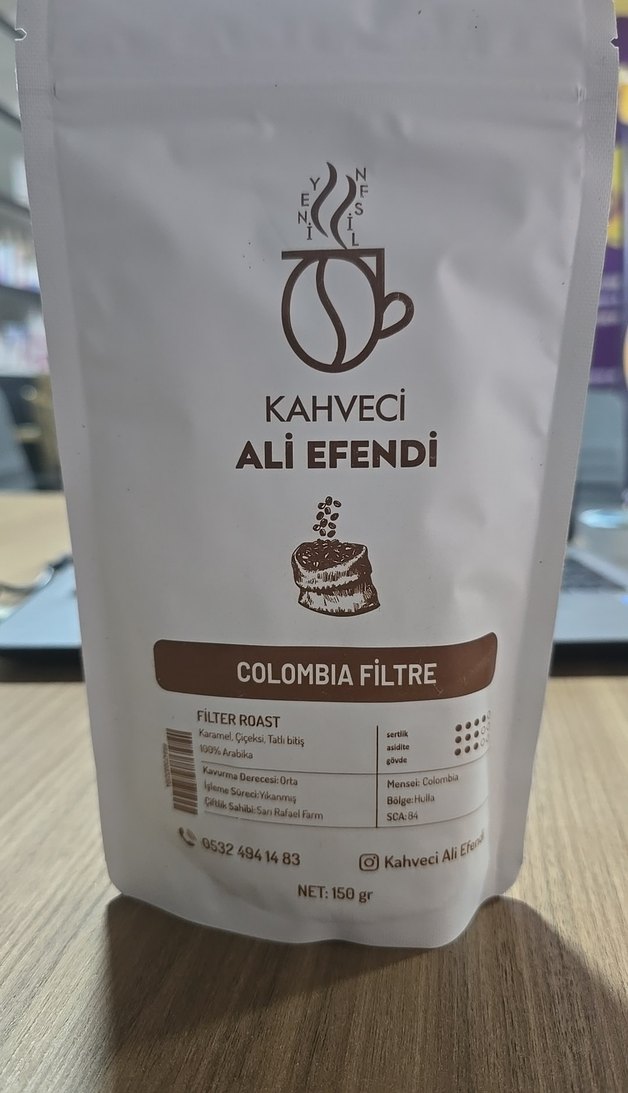 YENİ NESİL
KAHVECİ
ALİ EFENDİ
COLOMBIA FİLTRE
FİLTER ROAST
Karamel, Çiçeksi, Tatlı bitiş
100% Arabika
sertlik
asidite
gövde
Kavurma Derecesi: Orta
İşleme Süreci: Yıkanmış
Çiftlik Sahibi: Sarı Rafael Farm
Menşei: Colombia
Bölge: Huila
SCA: 84
0532 494 14 83
Kahveci Ali Efendi
NET: 150 gr